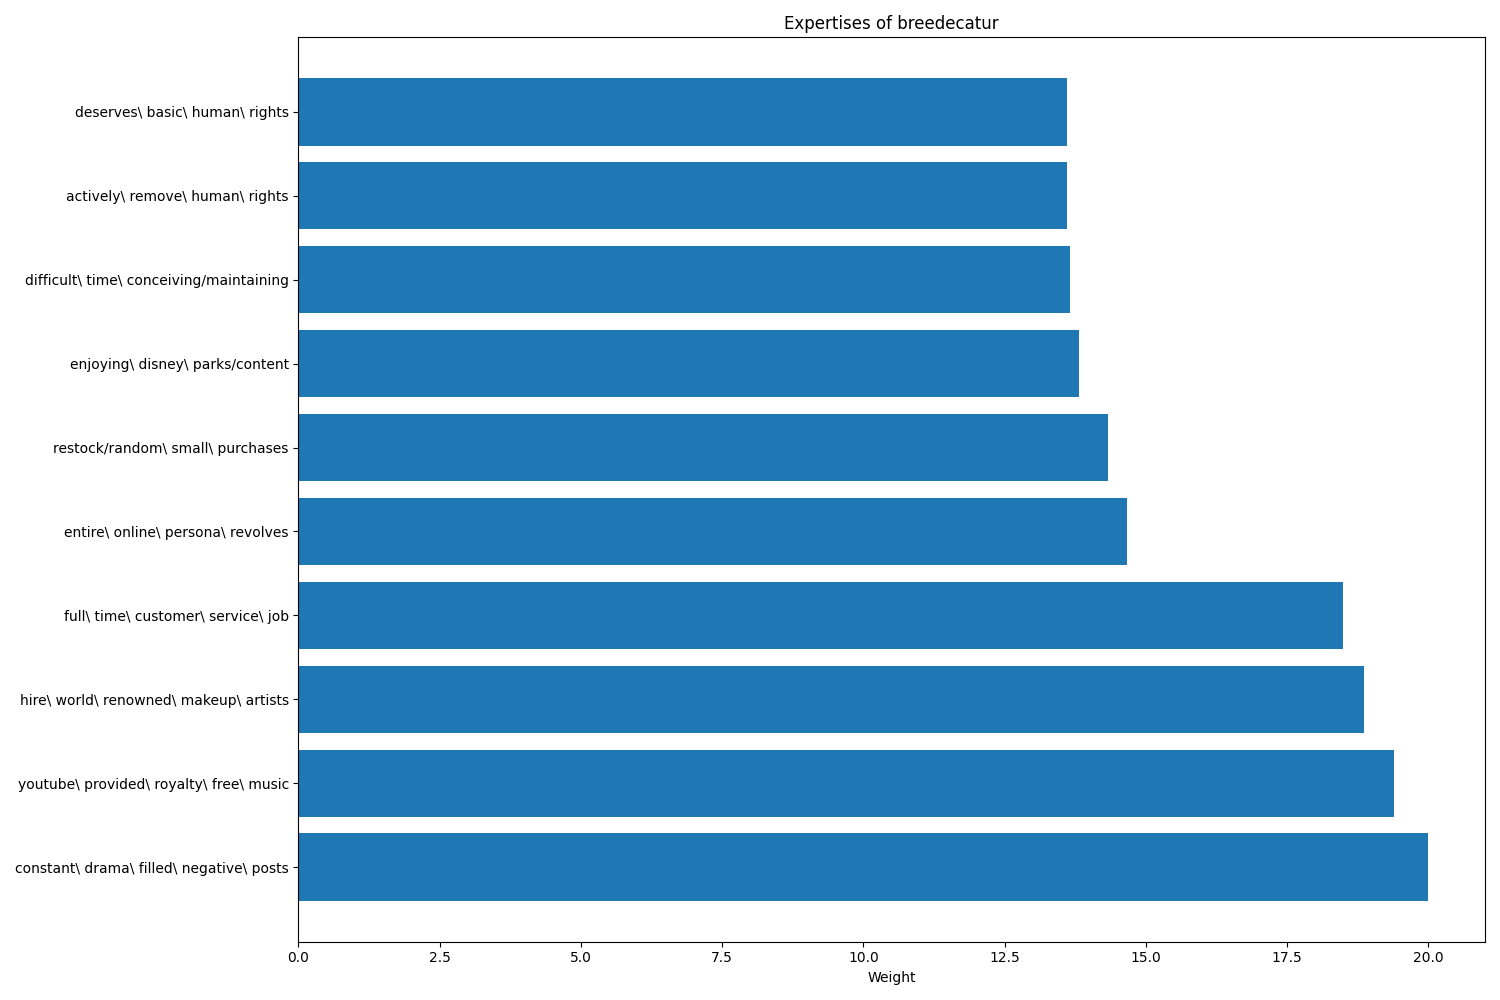 Expertises of breedecatur
deserves\ basic\ human\ rights
actively\ remove\ human\ rights
difficult\ time\ conceiving/maintaining
enjoying\ disney\ parks/content
restock/random\ small\ purchases
entire\ online\ persona\ revolves
full\ time\ customer\ service\ job
hire\ world\ renowned\ makeup\ artists
youtube\ provided\ royalty\ free\ music
constant\ drama\ filled\ negative\ posts
0.0 2.5 5.0 7.5 10.0 12.5 15.0 17.5 20.0
Weight